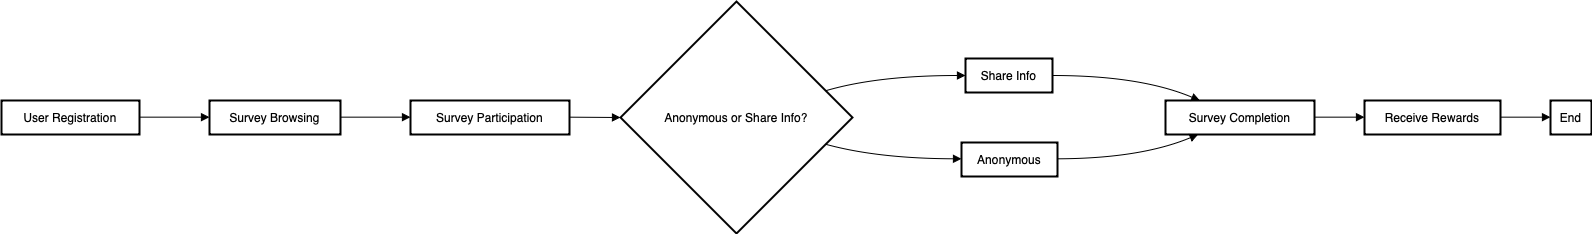 User Registration
Survey Browsing
Survey Participation
Anonymous or Share Info?
Share Info
Anonymous
Survey Completion
Receive Rewards
End